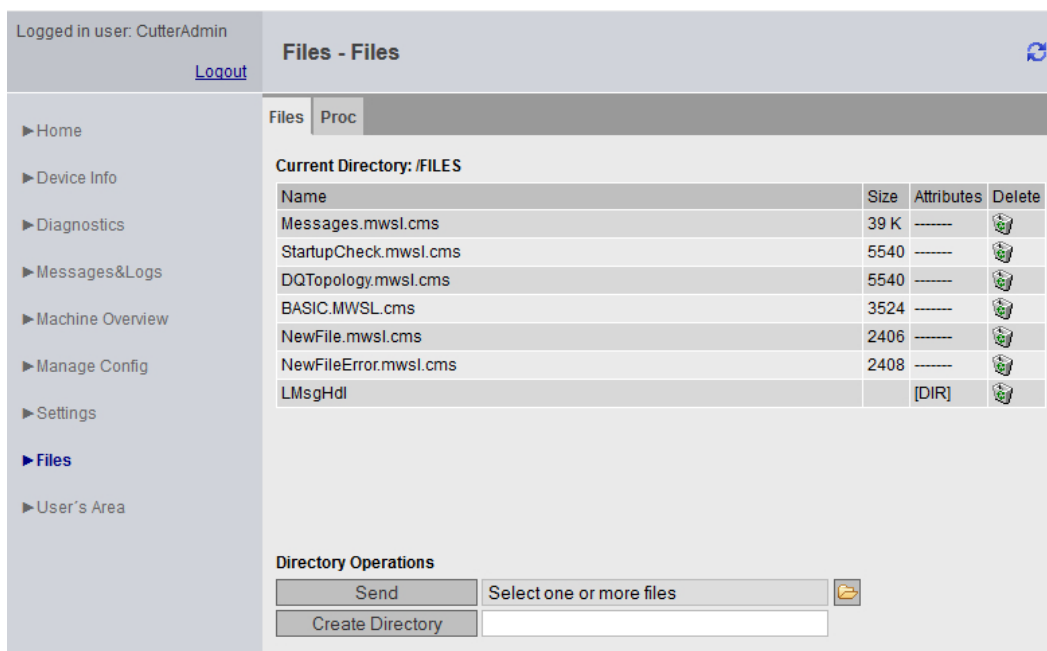 Logged in user: CutterAdmin
Logout
Files - Files
►Home
►Device Info
►Diagnostics
►Messages&Logs
►Machine Overview
►Manage Config
►Settings
►Files
►User´s Area
Files Proc
Current Directory: /FILES
Name Size Attributes Delete
Messages.mwsl.cms 39 K -------
StartupCheck.mwsl.cms 5540 -------
DQTopology.mwsl.cms 5540 -------
BASIC.MWSL.cms 3524 -------
NewFile.mwsl.cms 2406 -------
NewFileError.mwsl.cms 2408 -------
LMsgHdl [DIR]
Directory Operations
Send Select one or more files
Create Directory